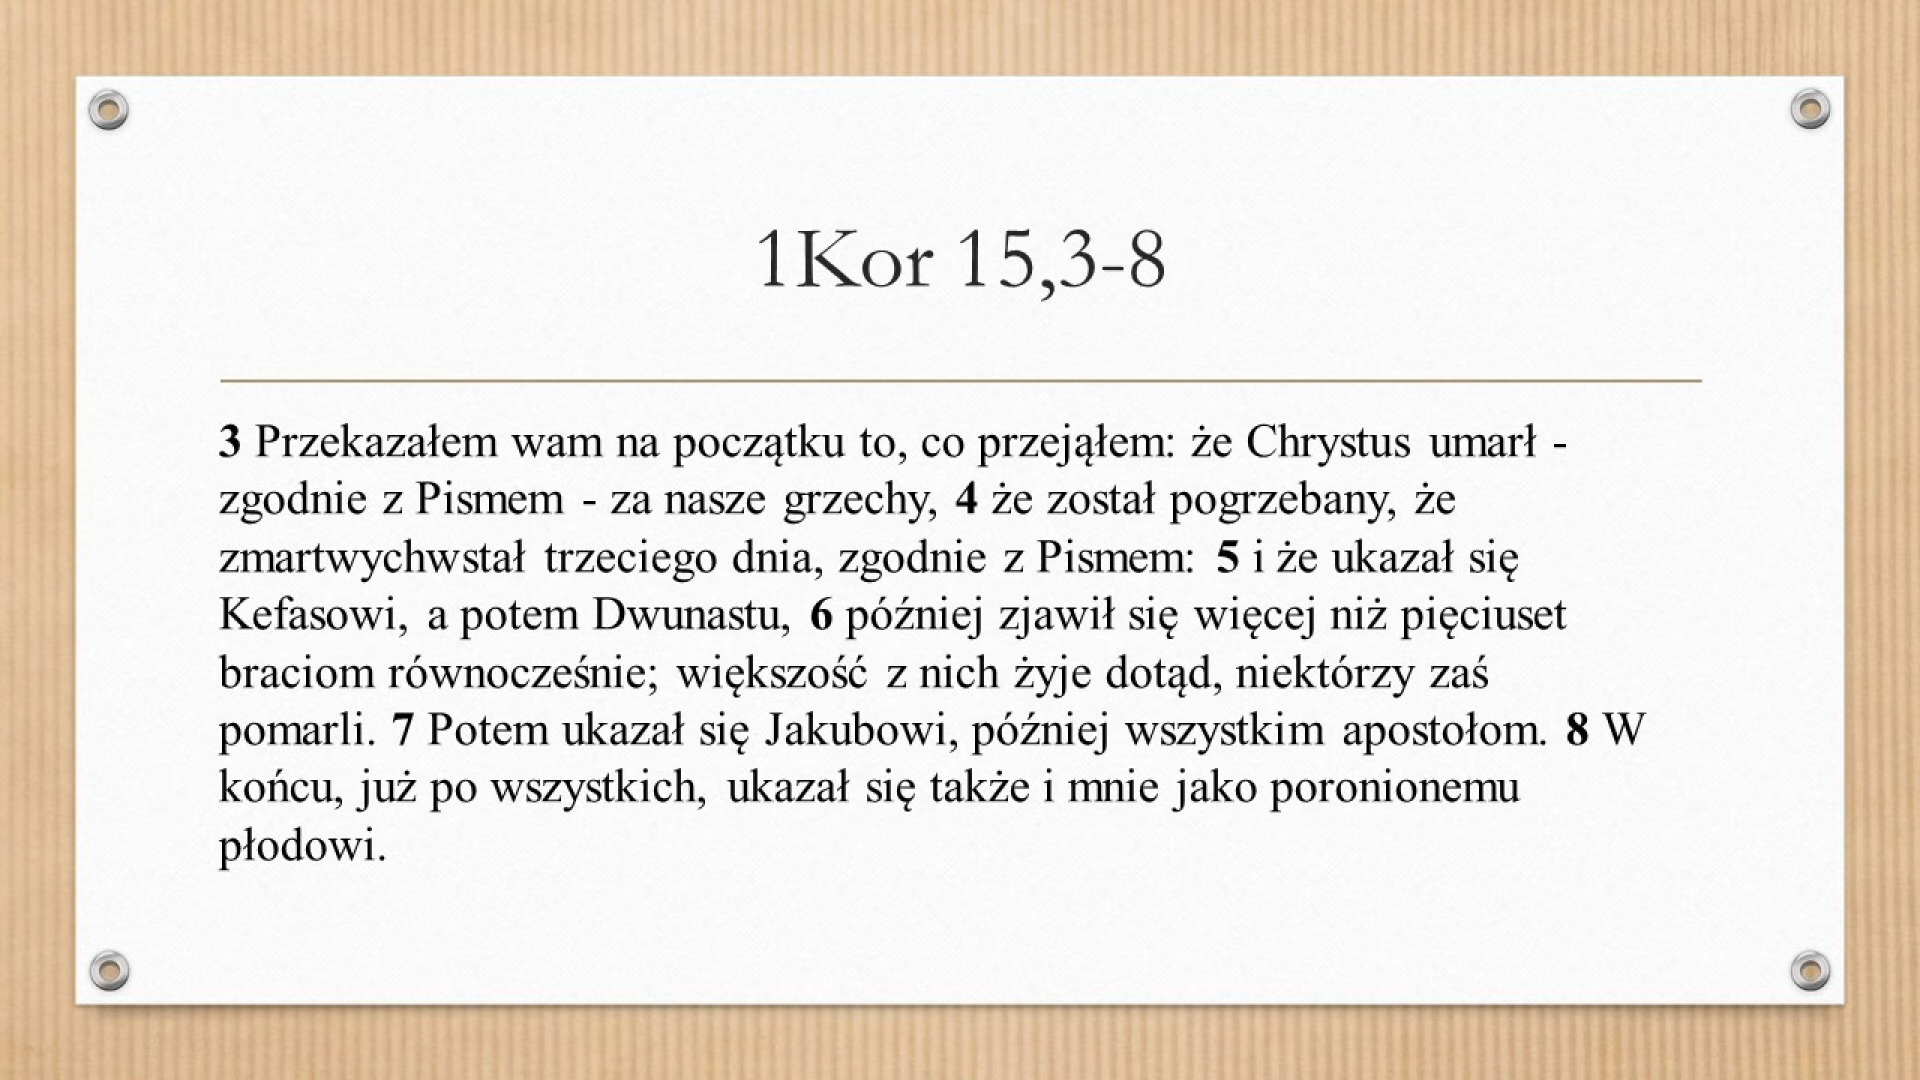 1Kor 15,3-8
3 Przekazałem wam na początku to, co przejąłem: że Chrystus umarł -
zgodnie z Pismem - za nasze grzechy, 4 że został pogrzebany, że
zmartwychwstał trzeciego dnia, zgodnie z Pismem: 5 i że ukazał się
Kefasowi, a potem Dwunastu, 6 później zjawił się więcej niż pięciuset
braciom równocześnie; większość z nich żyje dotąd, niektórzy zaś
pomarli. 7 Potem ukazał się Jakubowi, później wszystkim apostołom. 8 W
końcu, już po wszystkich, ukazał się także i mnie jako poronionemu
płodowi.